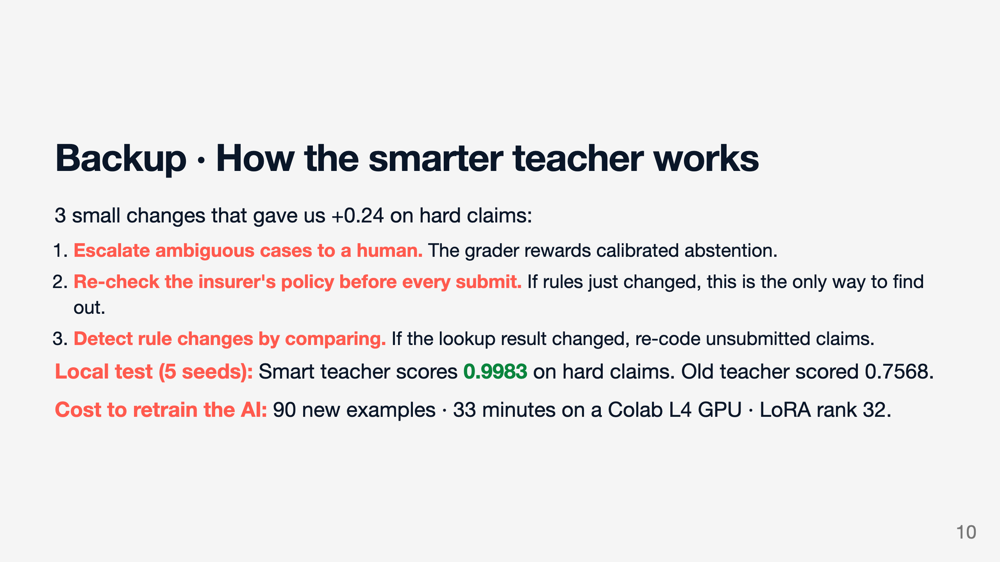 Backup · How the smarter teacher works
3 small changes that gave us +0.24 on hard claims:
1. Escalate ambiguous cases to a human. The grader rewards calibrated abstention.
2. Re-check the insurer's policy before every submit. If rules just changed, this is the only way to find
out.
3. Detect rule changes by comparing. If the lookup result changed, re-code unsubmitted claims.
Local test (5 seeds): Smart teacher scores 0.9983 on hard claims. Old teacher scored 0.7568.
Cost to retrain the AI: 90 new examples · 33 minutes on a Colab L4 GPU · LoRA rank 32.
10